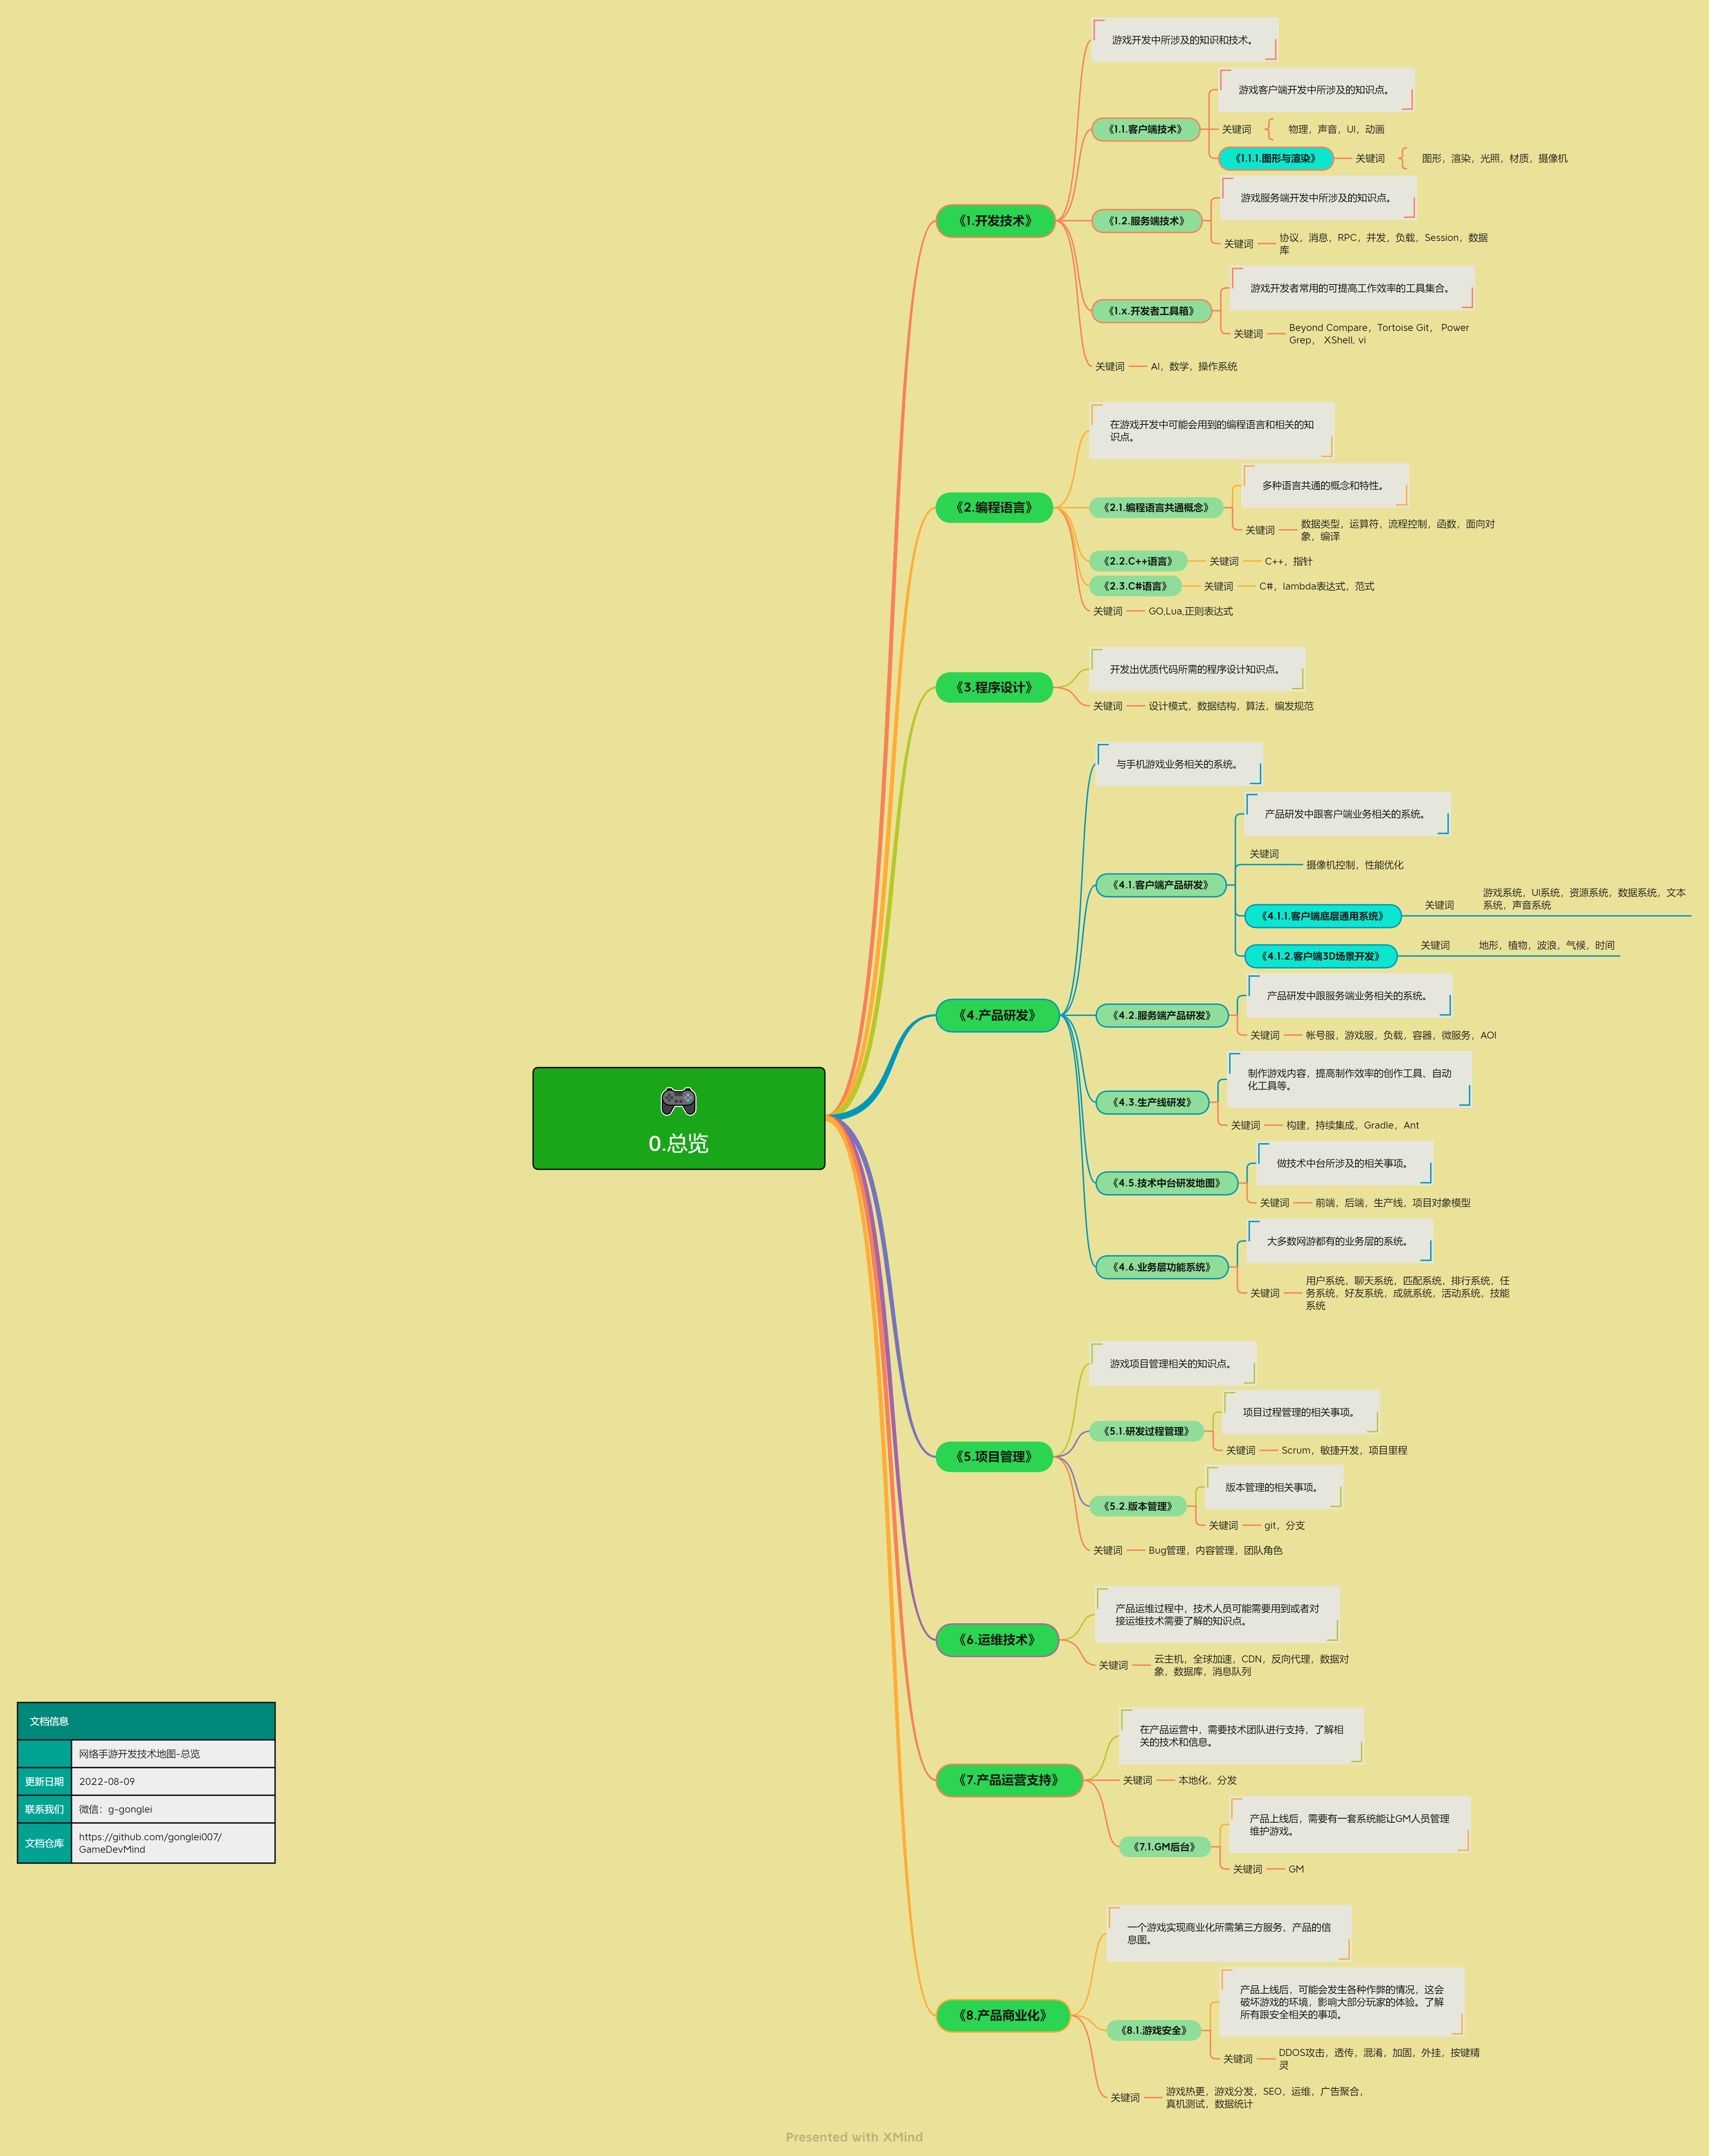 游戏开发中所涉及的知识和技术。
游戏客户端开发中所涉及的知识点。
《1.1.客户端技术》
关键词
物理，声音，UI，动画
《1.1.1.图形与渲染》
关键词
图形，渲染，光照，材质，摄像机
《1.开发技术》
游戏服务端开发中所涉及的知识点。
《1.2.服务端技术》
关键词
协议，消息，RPC，并发，负载，Session，数据
库
游戏开发者常用的可提高工作效率的工具集合。
《1.x.开发者工具箱》
关键词
Beyond Compare，Tortoise Git， Power
Grep， XShell, vi
关键词
AI，数学，操作系统
在游戏开发中可能会用到的编程语言和相关的知
识点。
《2.编程语言》
多种语言共通的概念和特性。
《2.1.编程语言共通概念》
关键词
数据类型，运算符，流程控制，函数，面向对
象，编译
《2.2.C++语言》
关键词
C++，指针
《2.3.C#语言》
关键词
C#，lambda表达式，范式
关键词
GO,Lua,正则表达式
开发出优质代码所需的程序设计知识点。
《3.程序设计》
关键词
设计模式，数据结构，算法，编发规范
与手机游戏业务相关的系统。
产品研发中跟客户端业务相关的系统。
关键词
摄像机控制，性能优化
《4.1.客户端产品研发》
《4.1.1.客户端底层通用系统》
关键词
游戏系统，UI系统，资源系统，数据系统，文本
系统，声音系统
《4.1.2.客户端3D场景开发》
关键词
地形，植物，波浪，气候，时间
《4.产品研发》
产品研发中跟服务端业务相关的系统。
《4.2.服务端产品研发》
关键词
帐号服，游戏服，负载，容器，微服务，AOI
制作游戏内容，提高制作效率的创作工具、自动
化工具等。
《4.3.生产线研发》
关键词
构建，持续集成，Gradle，Ant
做技术中台所涉及的相关事项。
《4.5.技术中台研发地图》
关键词
前端，后端，生产线，项目对象模型
大多数网游都有的业务层的系统。
《4.6.业务层功能系统》
关键词
用户系统，聊天系统，匹配系统，排行系统，任
务系统，好友系统，成就系统，活动系统，技能
系统
0.总览
游戏项目管理相关的知识点。
《5.项目管理》
项目过程管理的相关事项。
《5.1.研发过程管理》
关键词
Scrum，敏捷开发，项目里程
版本管理的相关事项。
《5.2.版本管理》
关键词
git，分支
关键词
Bug管理，内容管理，团队角色
产品运维过程中，技术人员可能需要用到或者对
接运维技术需要了解的知识点。
《6.运维技术》
关键词
云主机，全球加速，CDN，反向代理，数据对
象，数据库，消息队列
在产品运营中，需要技术团队进行支持，了解相
关的技术和信息。
《7.产品运营支持》
关键词
本地化，分发
产品上线后，需要有一套系统能让GM人员管理
维护游戏。
《7.1.GM后台》
关键词
GM
一个游戏实现商业化所需第三方服务、产品的信
息图。
《8.产品商业化》
产品上线后，可能会发生各种作弊的情况，这会
破坏游戏的环境，影响大部分玩家的体验。了解
所有跟安全相关的事项。
《8.1.游戏安全》
关键词
DDOS攻击，透传，混淆，加固，外挂，按键精
灵
关键词
游戏热更，游戏分发，SEO，运维，广告聚合，
真机测试，数据统计
文档信息
网络手游开发技术地图-总览
更新日期
2022-08-09
联系我们
微信：g-gonglei
文档仓库
https://github.com/gonglei007/
GameDevMind
Presented with XMind